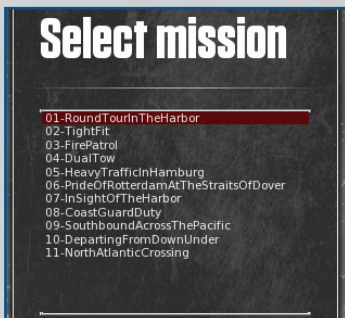 Select mission
01-RoundTourInTheHarbor
02-TightFit
03-FirePatrol
04-DualTow
05-HeavyTrafficInHamburg
06-PrideOfRotterdamAtTheStraitsOfDover
07-InSightOfTheHarbor
08-CoastGuardDuty
09-SouthboundAcrossThePacific
10-DepartingFromDownUnder
11-NorthAtlanticCrossing